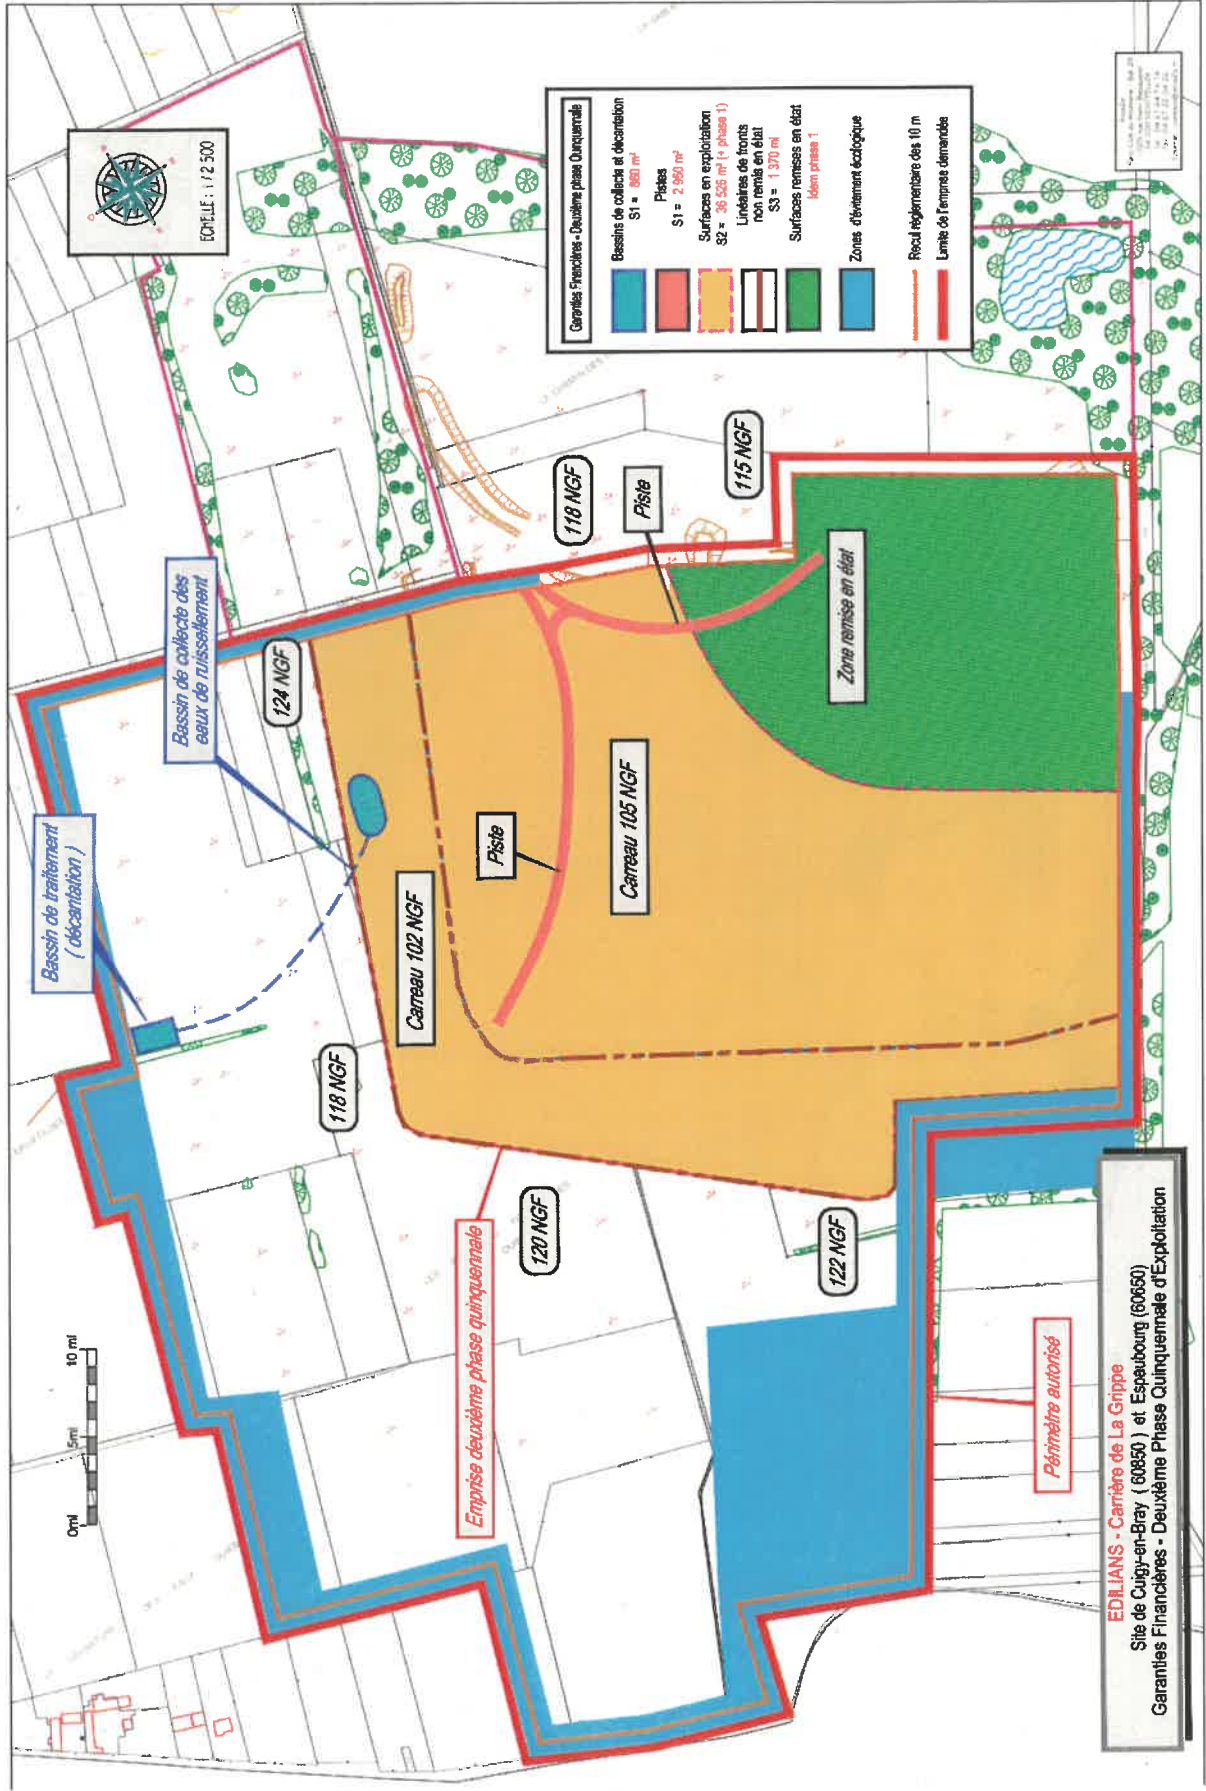 ECHELLE : 1 / 2 500
Garanties Financières - Deuxième phase Quinquennale
Bassins de collecte et décantation
S1 = 860 m²
Pistes
S1 = 2 950 m²
Surfaces en exploitation
S2 = 36 525 m² (+ phase 1)
Linéaires de fronts
non remis en état
S3 = 1 370 ml
Surfaces remises en état
Idem phase 1
Zones d'évitement écologique
Recul réglementaire des 10 m
Limite de l'emprise demandée
Bassin de traitement
( décantation )
Bassin de collecte des
eaux de ruissellement
124 NGF
118 NGF
115 NGF
Piste
Zone remise en état
Piste
Carreau 105 NGF
Carreau 102 NGF
118 NGF
120 NGF
122 NGF
Emprise deuxième phase quinquennale
Périmètre autorisé
0ml 5ml 10 ml
EDILIANS - Carrière de La Grippe
Site de Cuigy-en-Bray ( 60850 ) et Espaubourg (60650)
Garanties Financières - Deuxième Phase Quinquennale d'Exploitation